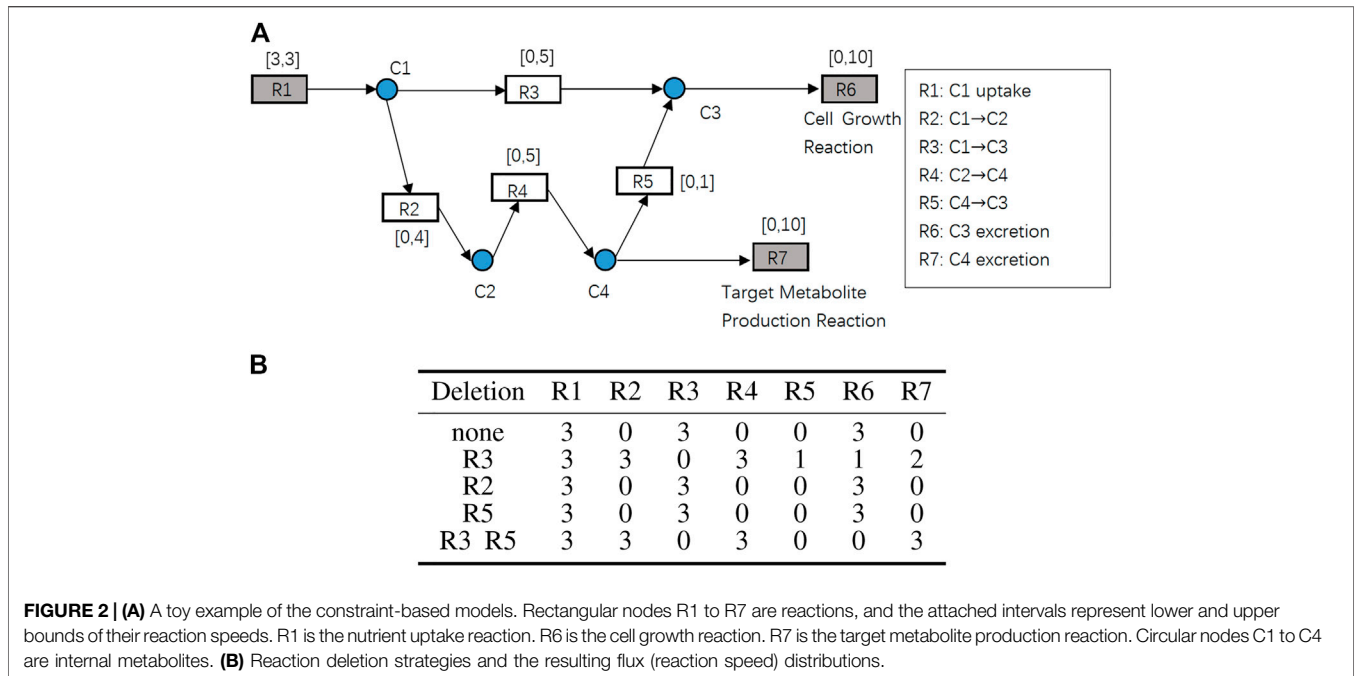 A
[3,3]
R1
C1
[0,5]
R3
C3
[0,10]
R6
Cell Growth
Reaction
R2
[0,4]
C2
[0,5]
R4
C4
R5
[0,1]
[0,10]
R7
Target Metabolite
Production Reaction
R1: C1 uptake
R2: C1→C2
R3: C1→C3
R4: C2→C4
R5: C4→C3
R6: C3 excretion
R7: C4 excretion
B
Deletion R1 R2 R3 R4 R5 R6 R7
none 3 0 3 0 0 3 0
R3 3 3 0 3 1 1 2
R2 3 0 3 0 0 3 0
R5 3 0 3 0 0 3 0
R3 R5 3 3 0 3 0 0 3
FIGURE 2 | (A) A toy example of the constraint-based models. Rectangular nodes R1 to R7 are reactions, and the attached intervals represent lower and upper
bounds of their reaction speeds. R1 is the nutrient uptake reaction. R6 is the cell growth reaction. R7 is the target metabolite production reaction. Circular nodes C1 to C4
are internal metabolites. (B) Reaction deletion strategies and the resulting flux (reaction speed) distributions.